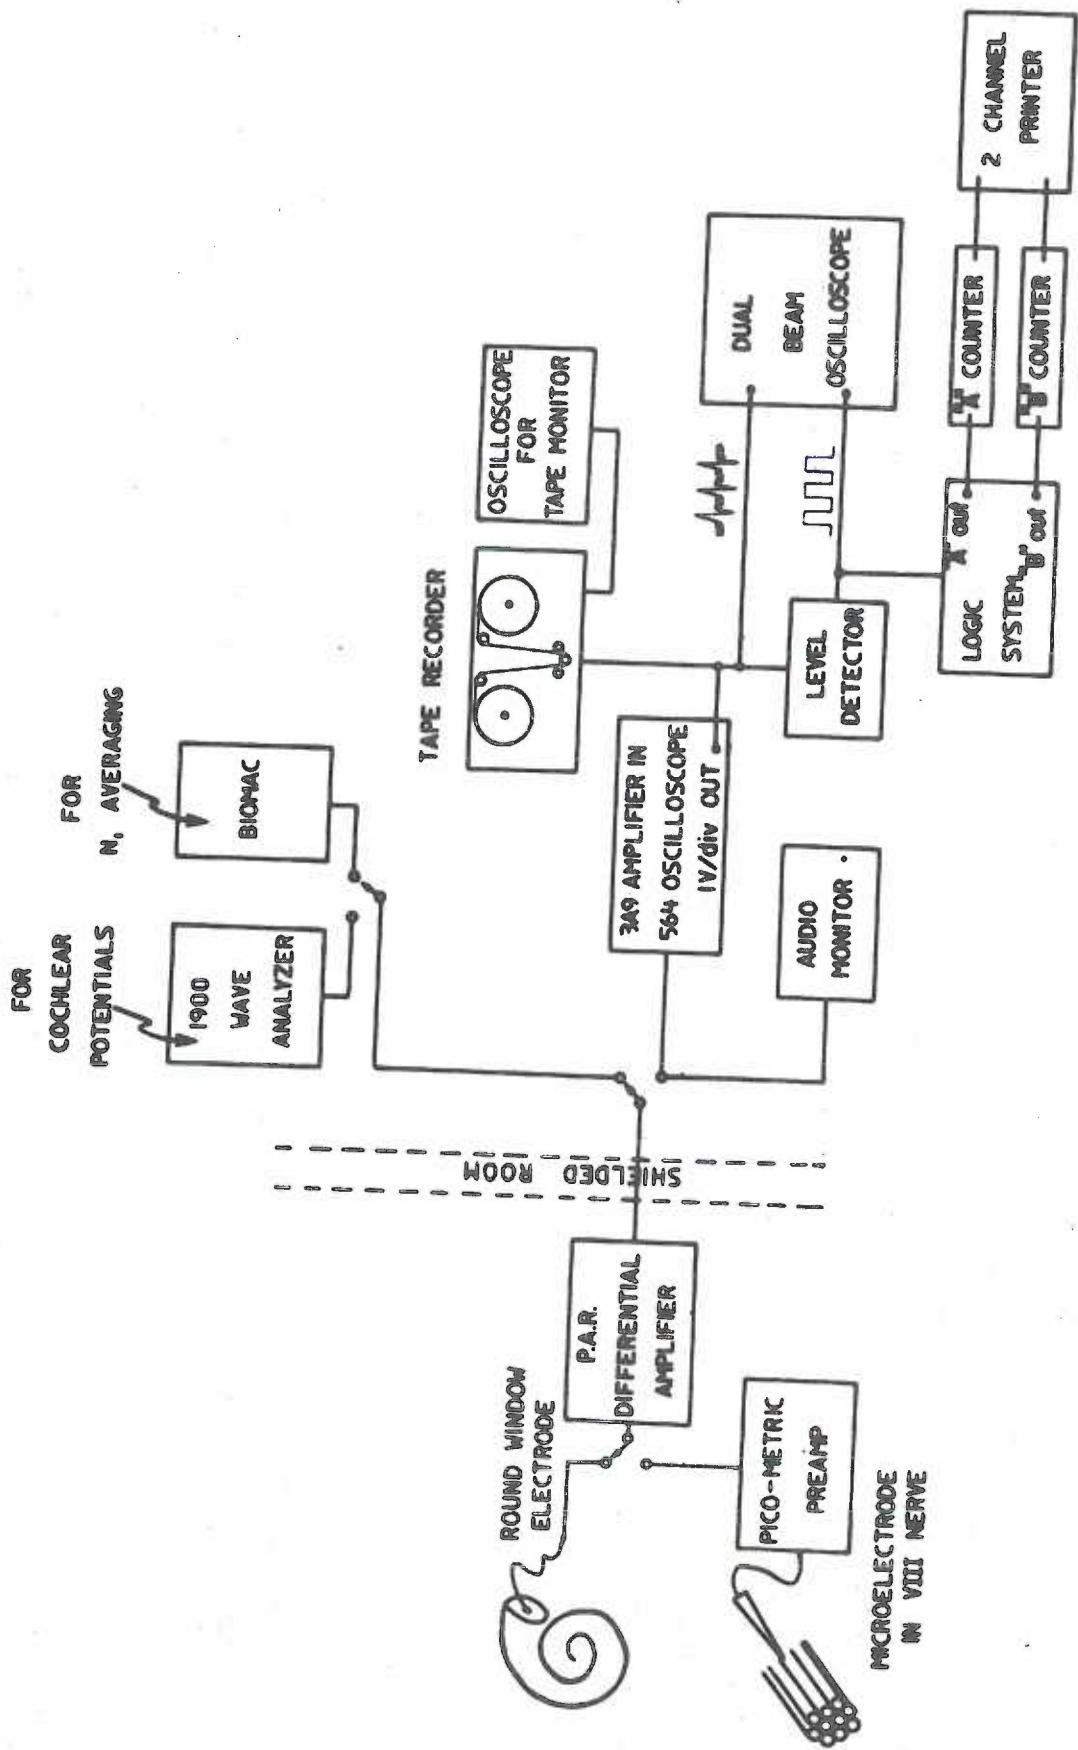 FOR
COCHLEAR
POTENTIALS
1900
WAVE
ANALYZER
FOR
N, AVERAGING
BIOMAC
TAPE RECORDER
OSCILLOSCOPE
FOR
TAPE MONITOR
ROUND WINDOW
ELECTRODE
P.A.R.
DIFFERENTIAL
AMPLIFIER
SHIELDED ROOM
3A9 AMPLIFIER IN
564 OSCILLOSCOPE
1V/div OUT
DUAL
BEAM
OSCILLOSCOPE
AUDIO
MONITOR
LEVEL
DETECTOR
PICO-METRIC
PREAMP
MICROELECTRODE
IN VIII NERVE
LOGIC
SYSTEM
"A" out
"B" out
"A" COUNTER
"B" COUNTER
2 CHANNEL
PRINTER